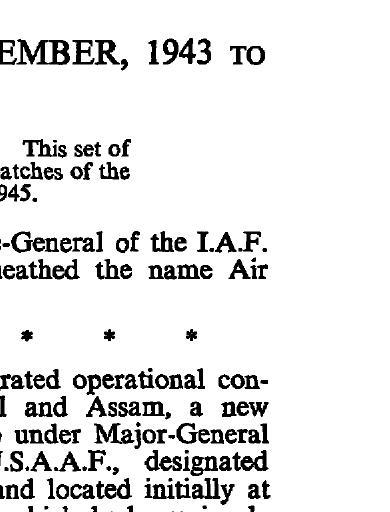 EMBER, 1943 TO
This set of
atches of the
945.
-General of the I.A.F.
eathed the name Air
* * *
rated operational con-
l and Assam, a new
under Major-General
.S.A.A.F., designated
and located initially at